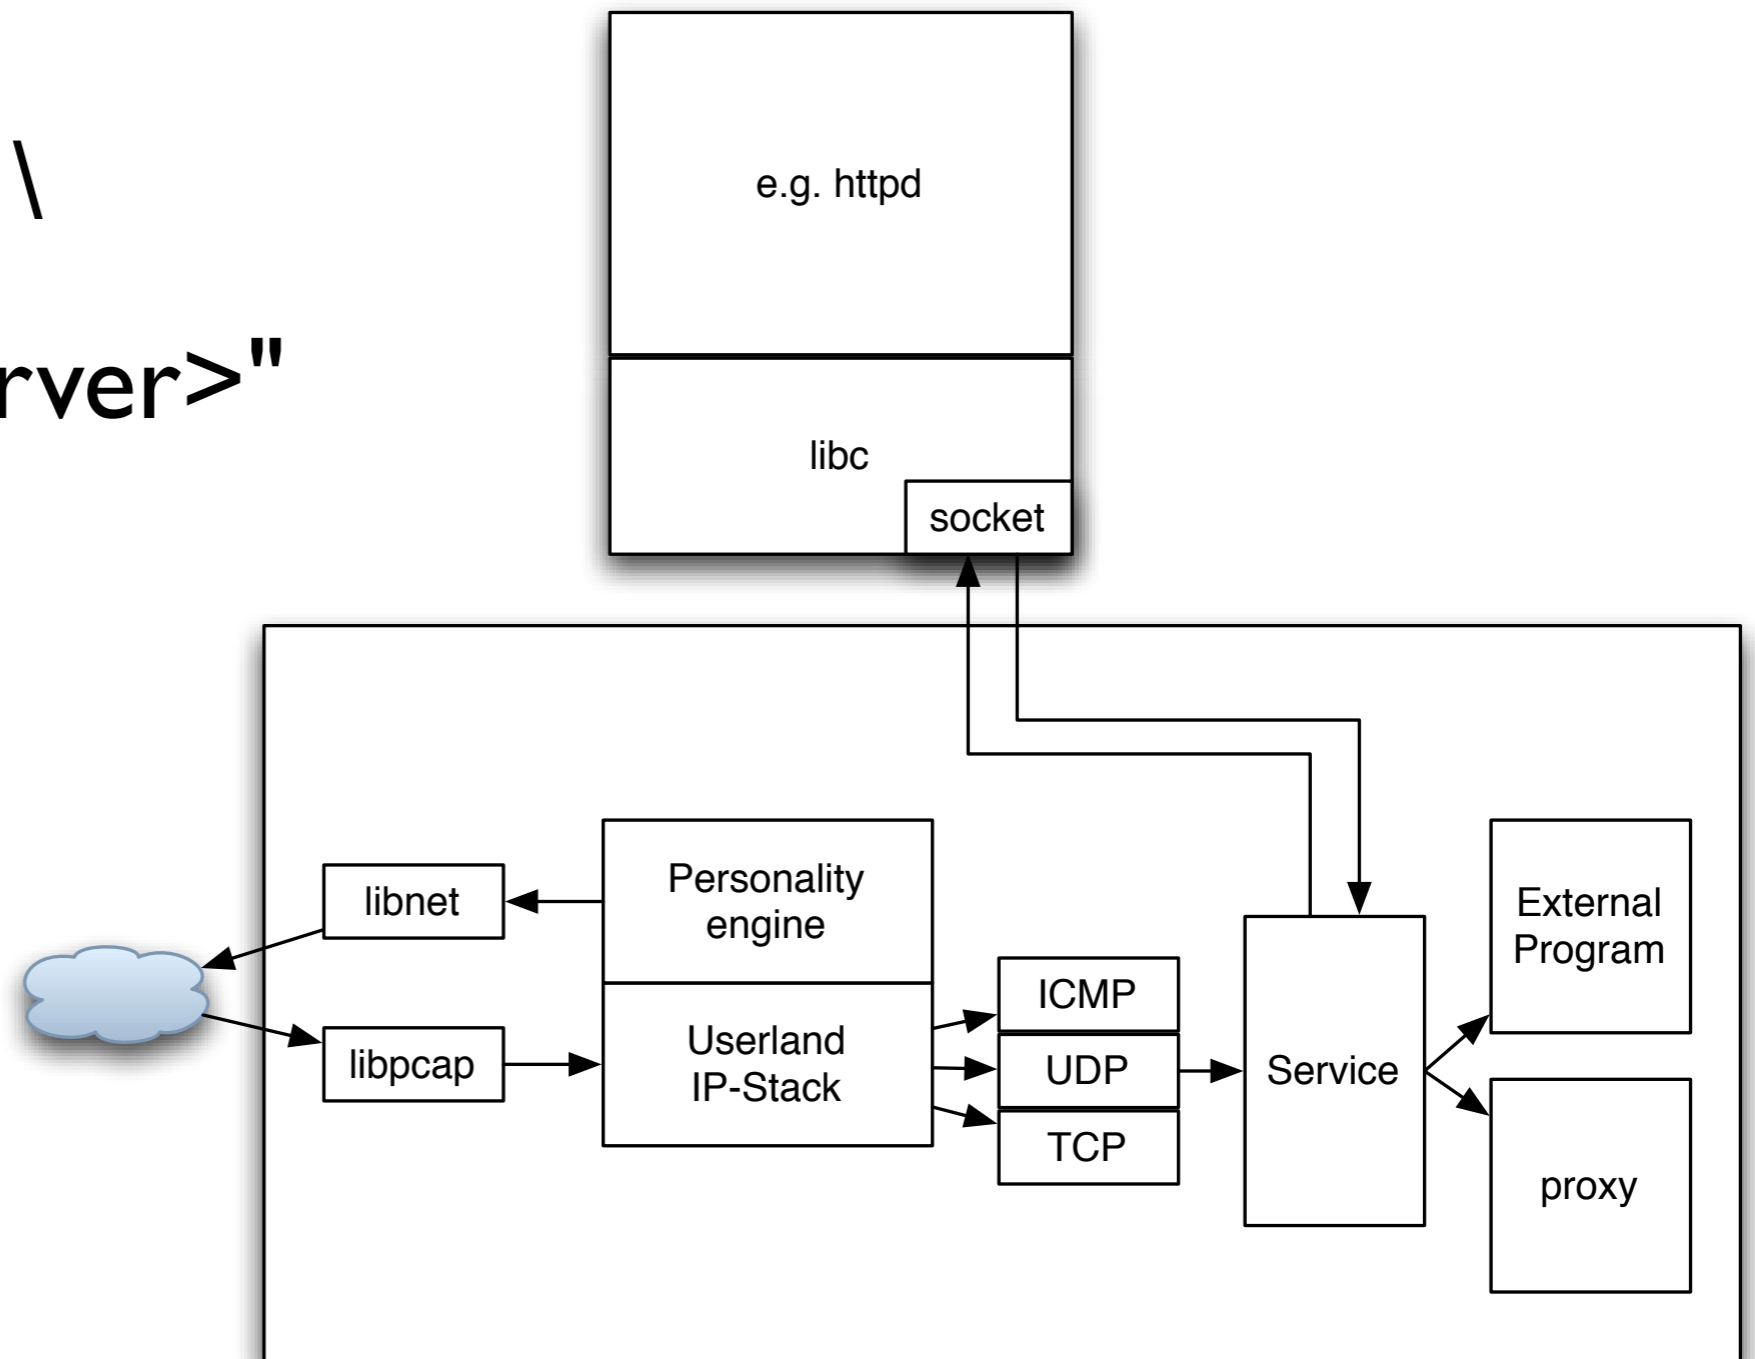 \
rver>"
e.g. httpd
libc
socket
libnet
Personality
engine
libpcap
Userland
IP-Stack
ICMP
UDP
TCP
Service
External
Program
proxy